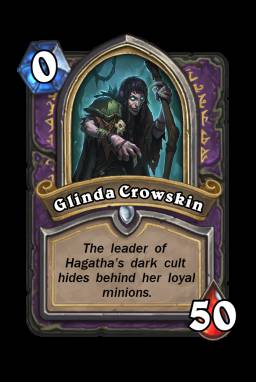 0
Glinda Crowskin
The leader of
Hagatha's dark cult
hides behind her loyal
minions.
50